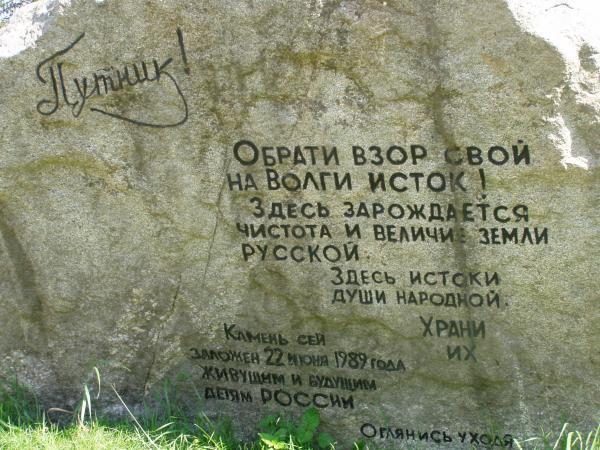 Путник!
Обрати взор свой
на Волги исток!
Здесь зарождается
чистота и величие земли
русской.
Здесь истоки
души народной.
Храни
их
Камень сей
заложен 22 июня 1989 года
живущим и будущим
детям России
Оглянись уходя